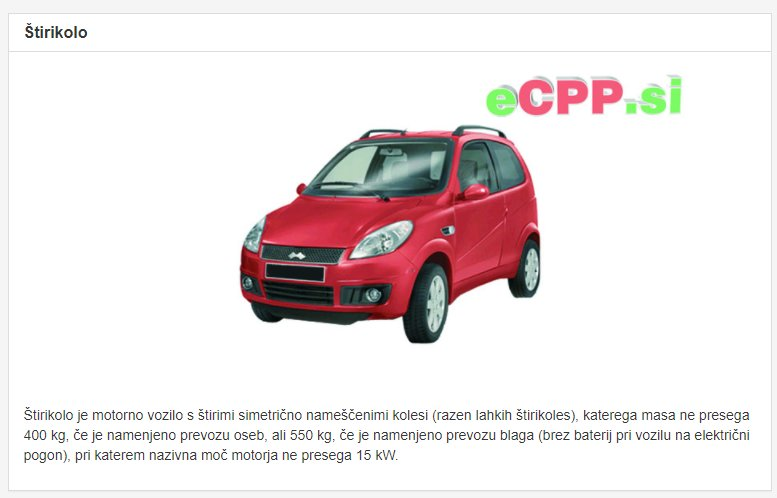 Štirikolo
eCPP.si
Štirikolo je motorno vozilo s štirimi simetrično nameščenimi kolesi (razen lahkih štirikoles), katerega masa ne presega
400 kg, če je namenjeno prevozu oseb, ali 550 kg, če je namenjeno prevozu blaga (brez baterij pri vozilu na električni
pogon), pri katerem nazivna moč motorja ne presega 15 kW.